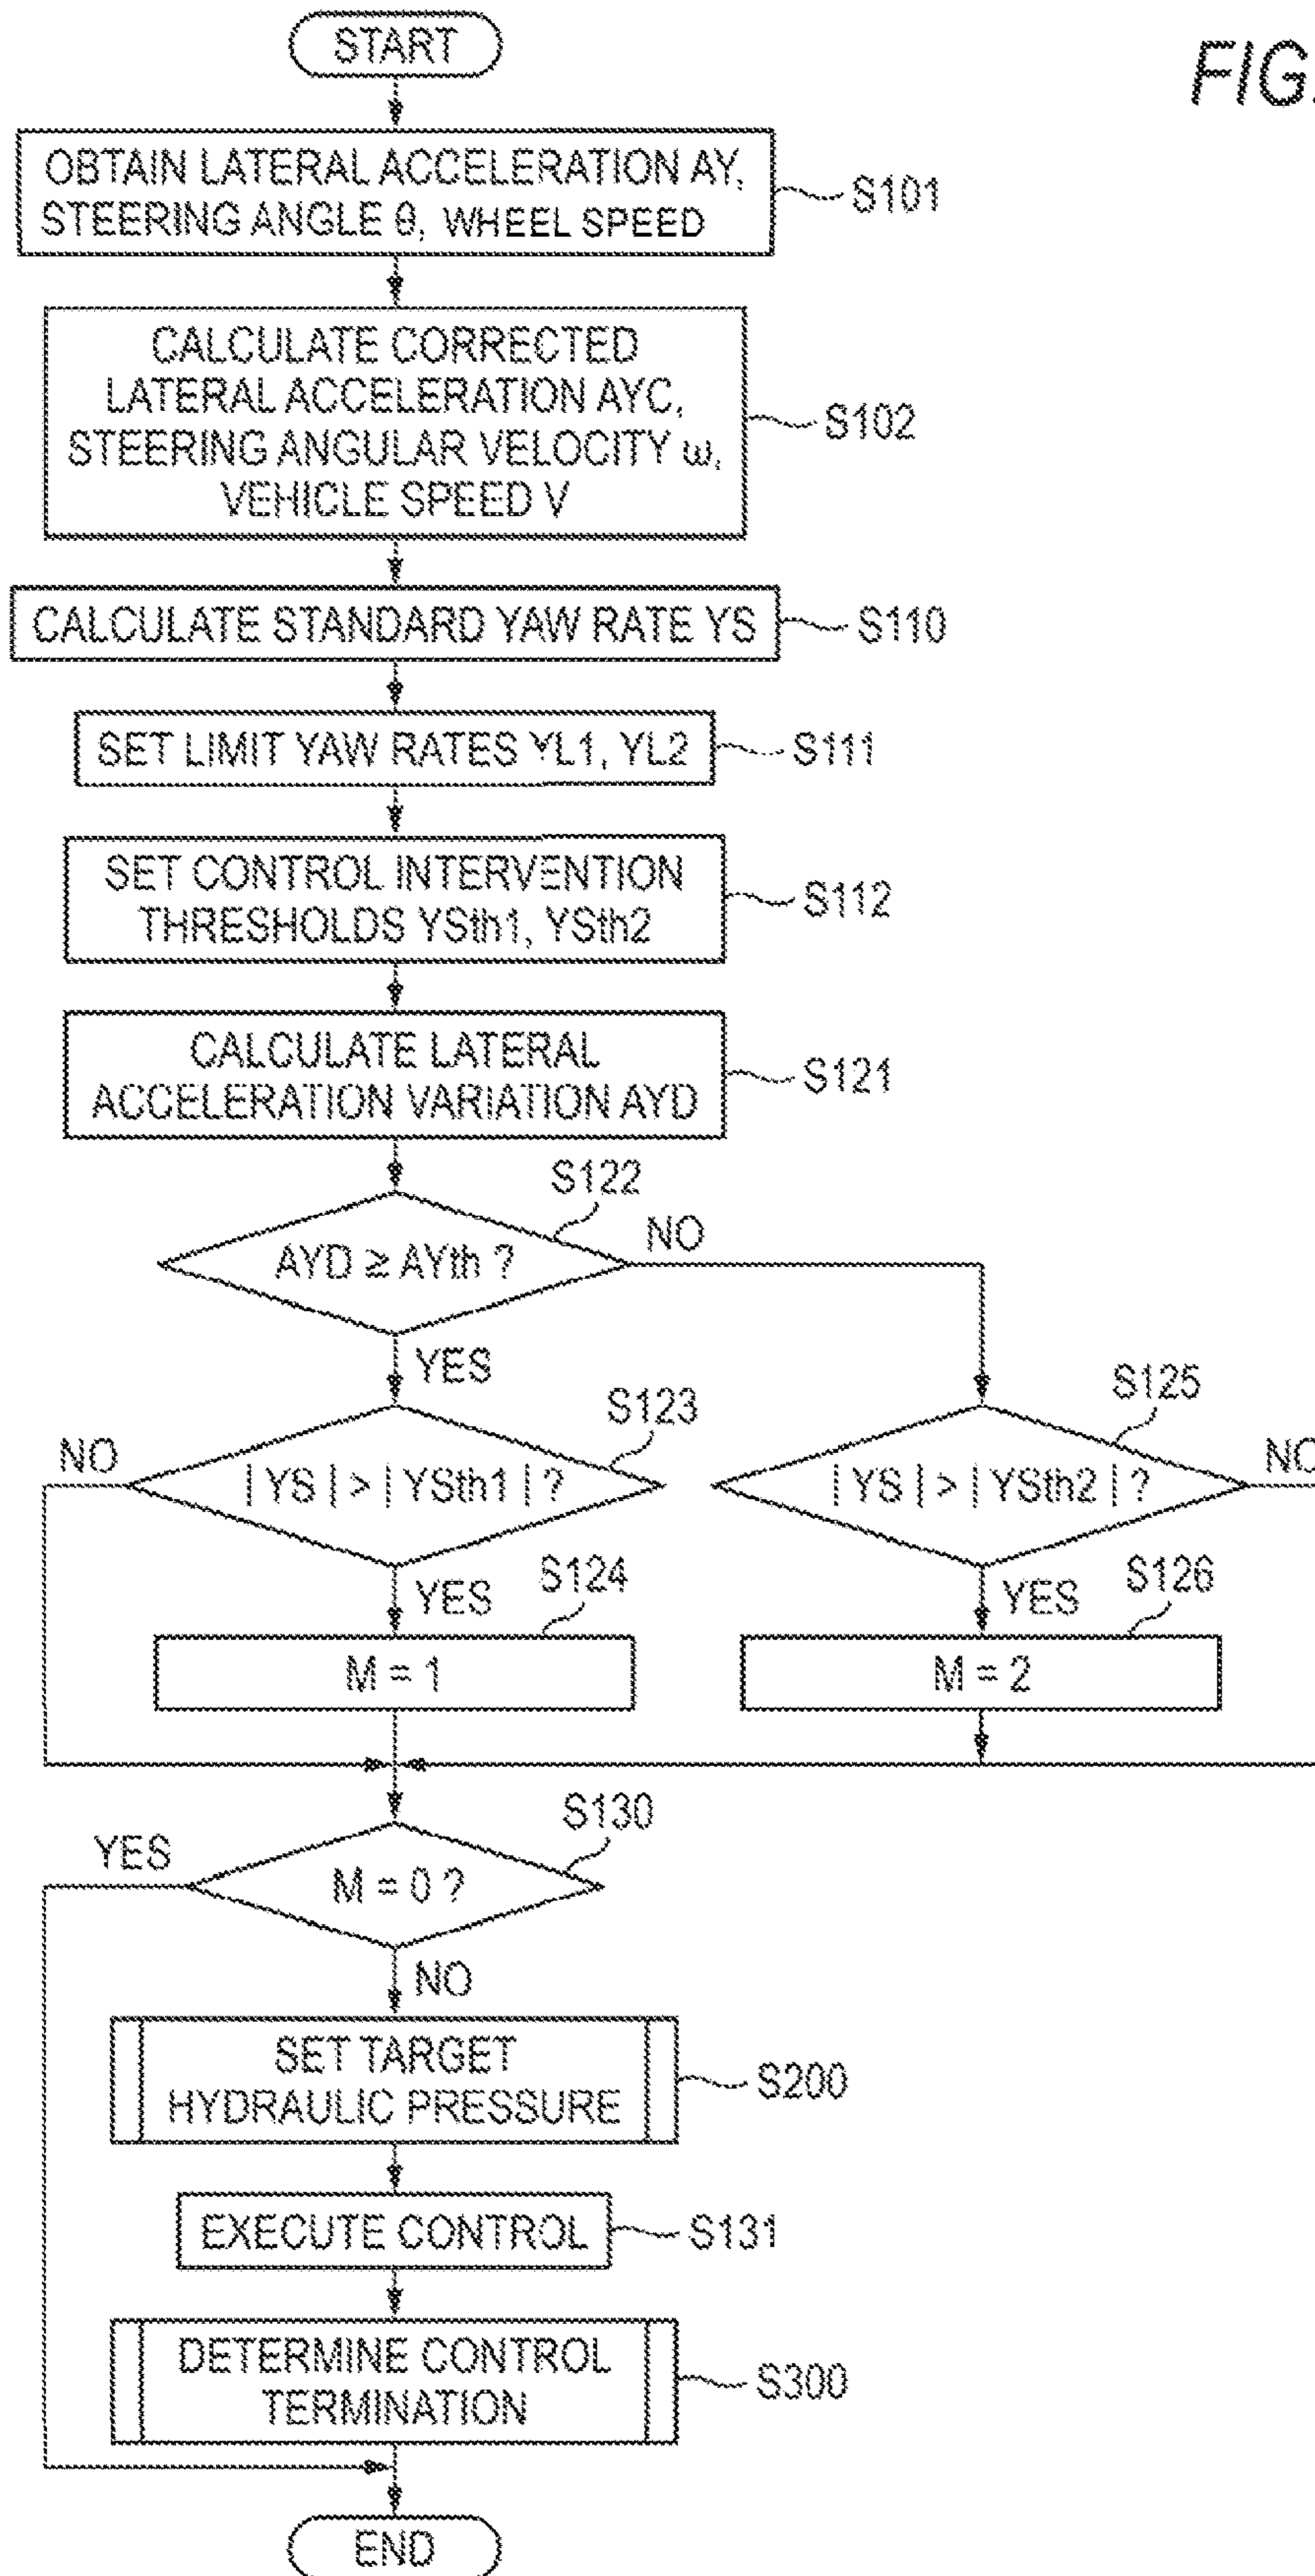 START
FIG.
OBTAIN LATERAL ACCELERATION AY,
STEERING ANGLE θ, WHEEL SPEED
S101
CALCULATE CORRECTED
LATERAL ACCELERATION AYC,
STEERING ANGULAR VELOCITY ω,
VEHICLE SPEED V
S102
CALCULATE STANDARD YAW RATE YS
S110
SET LIMIT YAW RATES YL1, YL2
S111
SET CONTROL INTERVENTION
THRESHOLDS YSth1, YSth2
S112
CALCULATE LATERAL
ACCELERATION VARIATION AYD
S121
S122
AYD ≥ AYth ?
NO
YES
S123
S125
NO
| YS | > | YSth1 | ?
| YS | > | YSth2 | ?
NO
YES
S124
YES
S126
M = 1
M = 2
S130
YES
M = 0 ?
NO
SET TARGET
HYDRAULIC PRESSURE
S200
EXECUTE CONTROL
S131
DETERMINE CONTROL
TERMINATION
S300
END